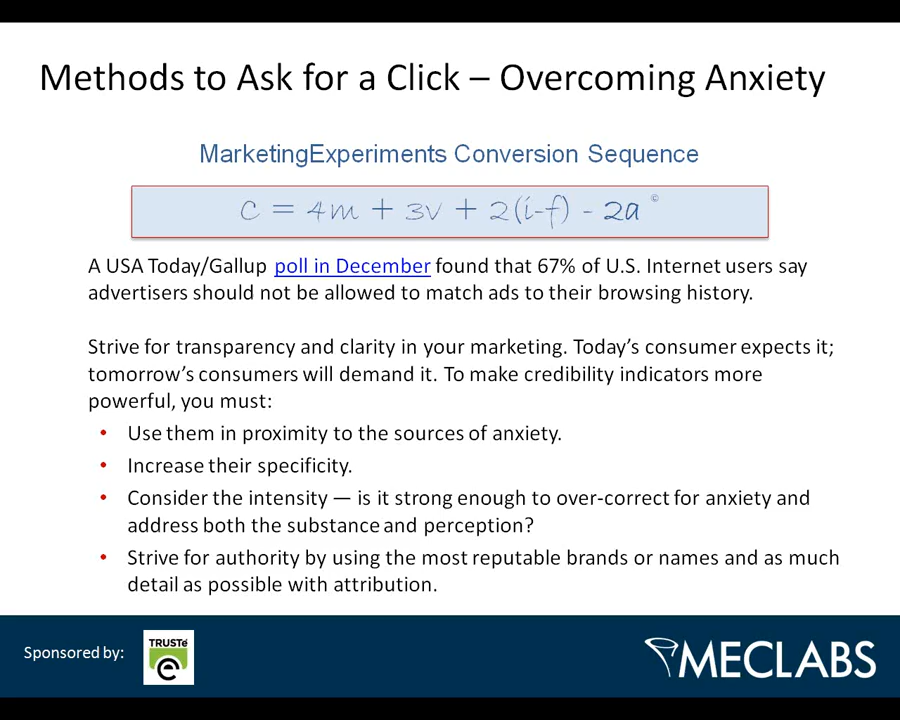 Methods to Ask for a Click – Overcoming Anxiety
MarketingExperiments Conversion Sequence
c = 4m + 3v + 2(i-f) - 2a ©
A USA Today/Gallup poll in December found that 67% of U.S. Internet users say
advertisers should not be allowed to match ads to their browsing history.
Strive for transparency and clarity in your marketing. Today's consumer expects it;
tomorrow's consumers will demand it. To make credibility indicators more
powerful, you must:
• Use them in proximity to the sources of anxiety.
• Increase their specificity.
• Consider the intensity — is it strong enough to over-correct for anxiety and
address both the substance and perception?
• Strive for authority by using the most reputable brands or names and as much
detail as possible with attribution.
Sponsored by:
TRUSTe
e
MECLABS